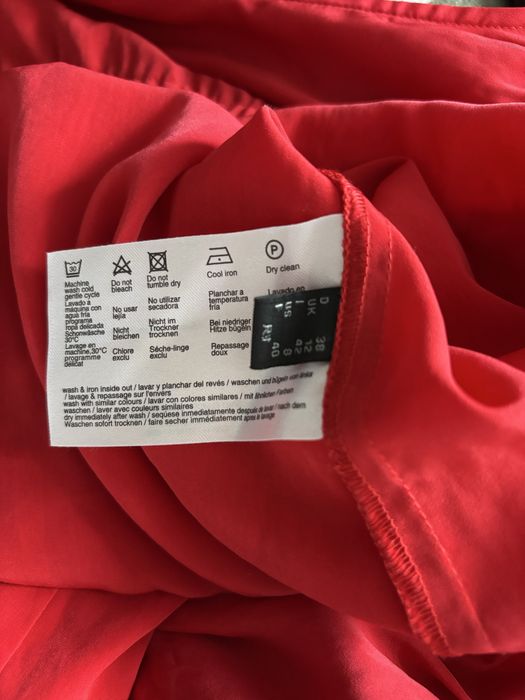 30
P
Machine
wash cold
gentle cycle
Do not
bleach
Do not
tumble dry
Cool iron
Dry clean
Lavado a
máquina con
agua fría
programa
ropa delicada
No usar
lejía
No utilizar
secadora
Planchar a
temperatura
fría
Lavado en
Schonwäsche
30°C
Nicht
bleichen
Nicht im
Trockner
trocknen
Bei niedriger
Hitze bügeln
Lavage en
machine,30°C
programme
délicat
Chlore
exclu
Sèche-linge
exclu
Repassage
doux
wash & iron inside out / lavar y planchar del revés / waschen und bügeln von links
/ lavage & repassage sur l'envers
wash with similar colours / lavar con colores similares / mit ähnlichen Farben
waschen / laver avec couleurs similaires
dry immediately after wash / sequese inmediatamente después de lavar / nach dem
Waschen sofort trocknen / faire secher immédiatement après le lavage
D 38
UK 12
I 42
US 8
40